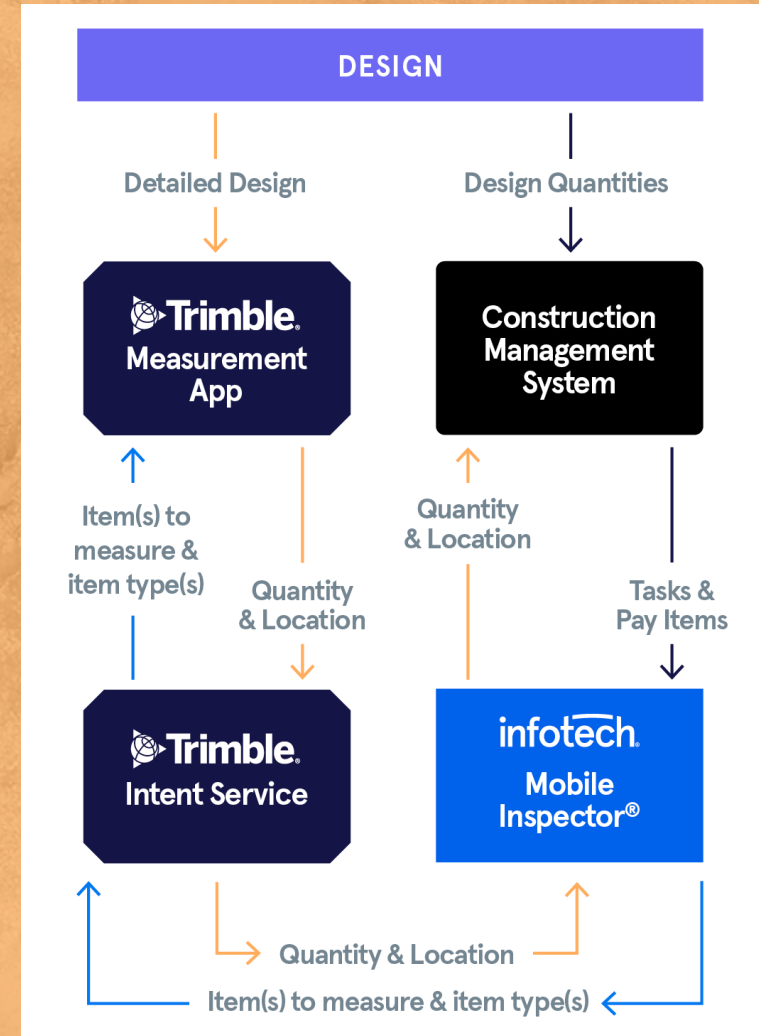 DESIGN
Detailed Design
Design Quantities
Trimble®
Measurement
App
Construction
Management
System
Item(s) to
measure &
item type(s)
Quantity
& Location
Quantity
& Location
Tasks &
Pay Items
Trimble®
Intent Service
infotech®
Mobile
Inspector®
Quantity & Location
Item(s) to measure & item type(s)